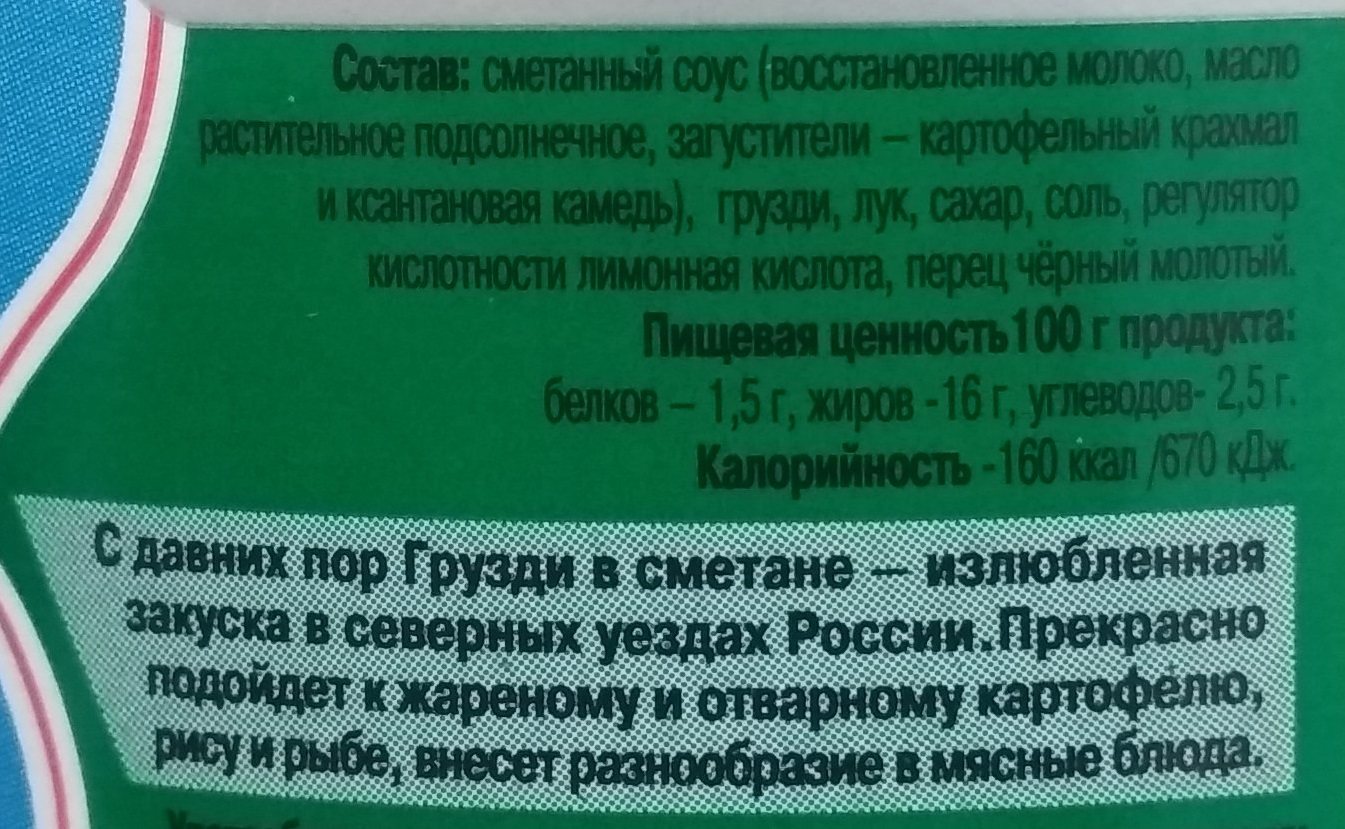 Состав: сметанный соус (восстановленное молоко, масло
растительное подсолнечное, загустители – картофельный крахмал
и ксантановая камедь), грузди, лук, сахар, соль, регулятор
кислотности лимонная кислота, перец чёрный молотый.
Пищевая ценность 100 г продукта:
белков – 1,5 г, жиров -16 г, углеводов- 2,5 г.
Калорийность -160 ккал /670 кДж.
С давних пор Грузди в сметане – излюбленная
закуска в северных уездах России.Прекрасно
подойдет к жареному и отварному картофелю,
рису и рыбе, внесет разнообразие в мясные блюда.